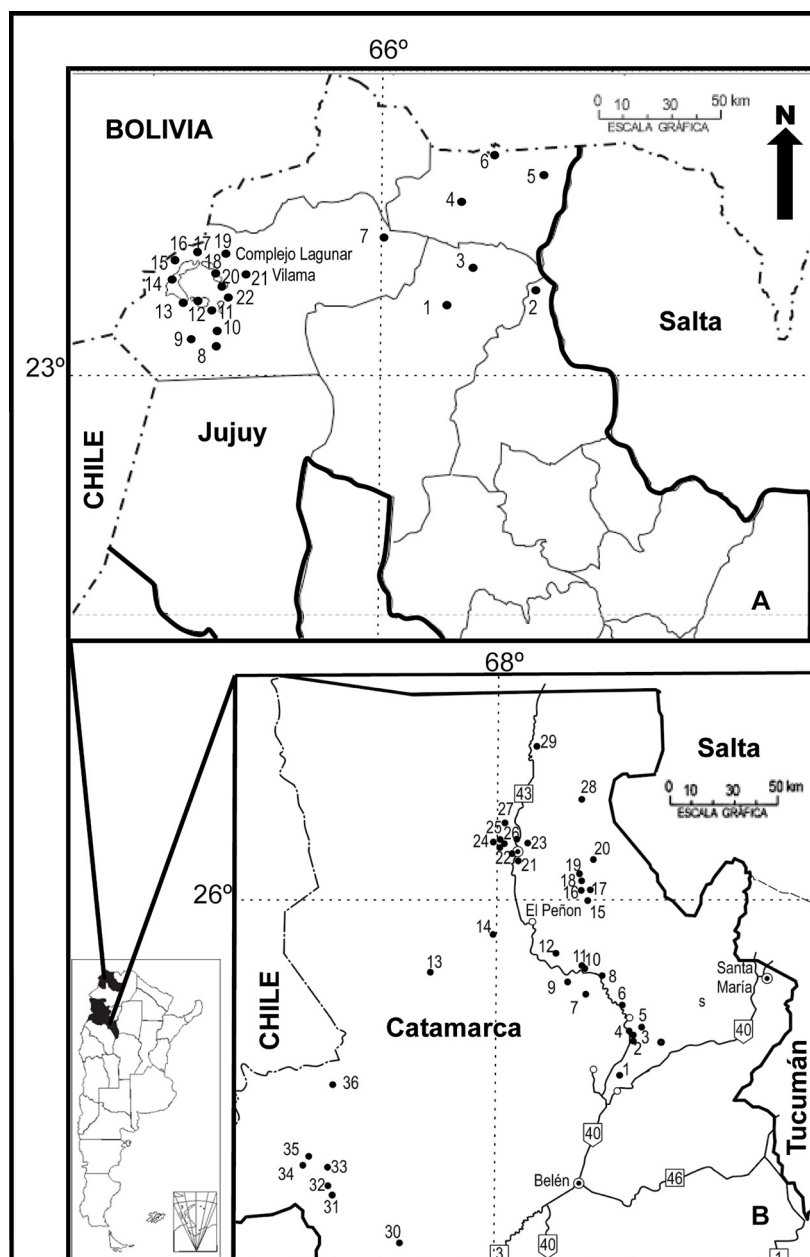 66º
BOLIVIA
0 10 30 50 km
ESCALA GRÁFICA
N
6
5
4
7
16 17 19
Complejo Lagunar
15
18
3
20 21 Vilama
14
22
13 12 11
1
2
10
9
8
Salta
23º
Jujuy
CHILE
A
68º
29
Salta
43
28
0 10 30 50 km
ESCALA GRÁFICA
27
25 26
24 23
22 21
20
19
18
16 17
26º
15
El Peñon
14
12
11 10
13
8
9
7
Santa
María
6
s
CHILE
Catamarca
5
4 3
2
40
1
36
Tucumán
40
35
34 33
32
31
Belén
46
30
B
40